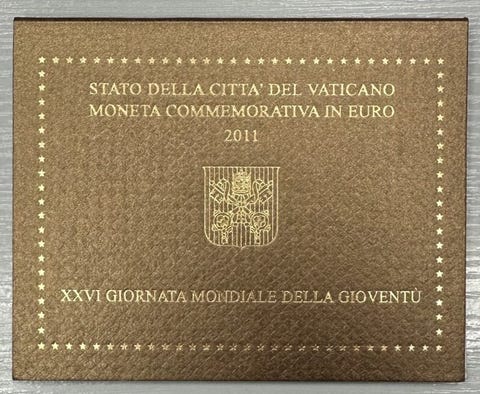 STATO DELLA CITTA' DEL VATICANO
MONETA COMMEMORATIVA IN EURO
2011
XXVI GIORNATA MONDIALE DELLA GIOVENTÙ